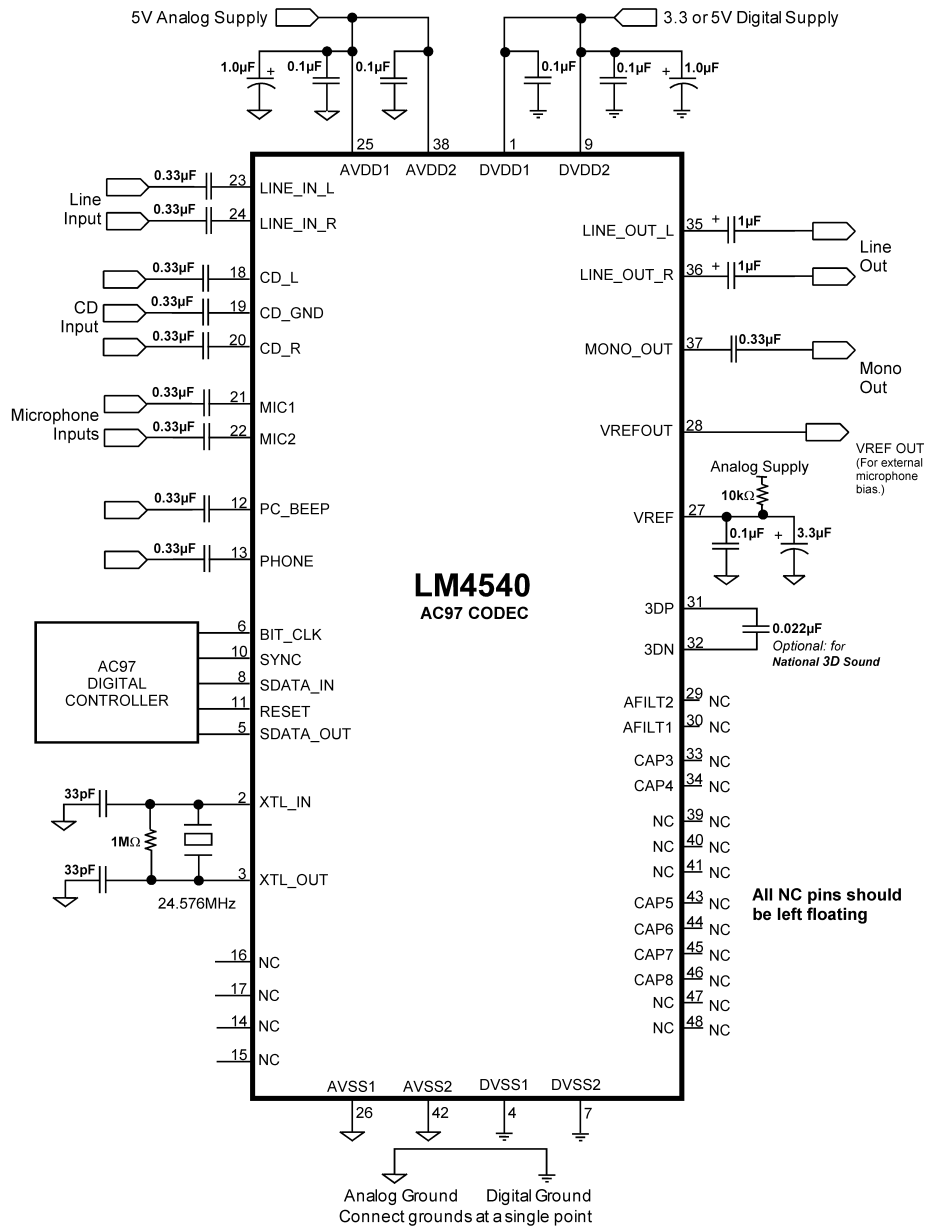 5V Analog Supply
3.3 or 5V Digital Supply
1.0µF
+
0.1µF
0.1µF
0.1µF
0.1µF
+
1.0µF
25
38
1
9
AVDD1
AVDD2
DVDD1
DVDD2
Line
Input
0.33µF
23
LINE_IN_L
0.33µF
24
LINE_IN_R
CD
Input
0.33µF
18
CD_L
0.33µF
19
CD_GND
0.33µF
20
CD_R
Microphone
Inputs
0.33µF
21
MIC1
0.33µF
22
MIC2
0.33µF
12
PC_BEEP
0.33µF
13
PHONE
LM4540
AC97 CODEC
AC97
DIGITAL
CONTROLLER
6
BIT_CLK
10
SYNC
8
SDATA_IN
11
RESET
5
SDATA_OUT
33pF
2
XTL_IN
1MΩ
33pF
3
XTL_OUT
24.576MHz
16
NC
17
NC
14
NC
15
NC
LINE_OUT_L
35
+
1µF
LINE_OUT_R
36
+
1µF
Line
Out
MONO_OUT
37
0.33µF
Mono
Out
VREFOUT
28
VREF OUT
(For external
microphone
bias.)
Analog Supply
10kΩ
VREF
27
0.1µF
+
3.3µF
3DP
31
3DN
32
0.022µF
Optional: for
National 3D Sound
AFILT2
29
NC
AFILT1
30
NC
CAP3
33
NC
CAP4
34
NC
NC
39
NC
NC
40
NC
NC
41
NC
CAP5
43
NC
CAP6
44
NC
CAP7
45
NC
CAP8
46
NC
NC
47
NC
NC
48
NC
All NC pins should
be left floating
AVSS1
AVSS2
DVSS1
DVSS2
26
42
4
7
Analog Ground
Digital Ground
Connect grounds at a single point